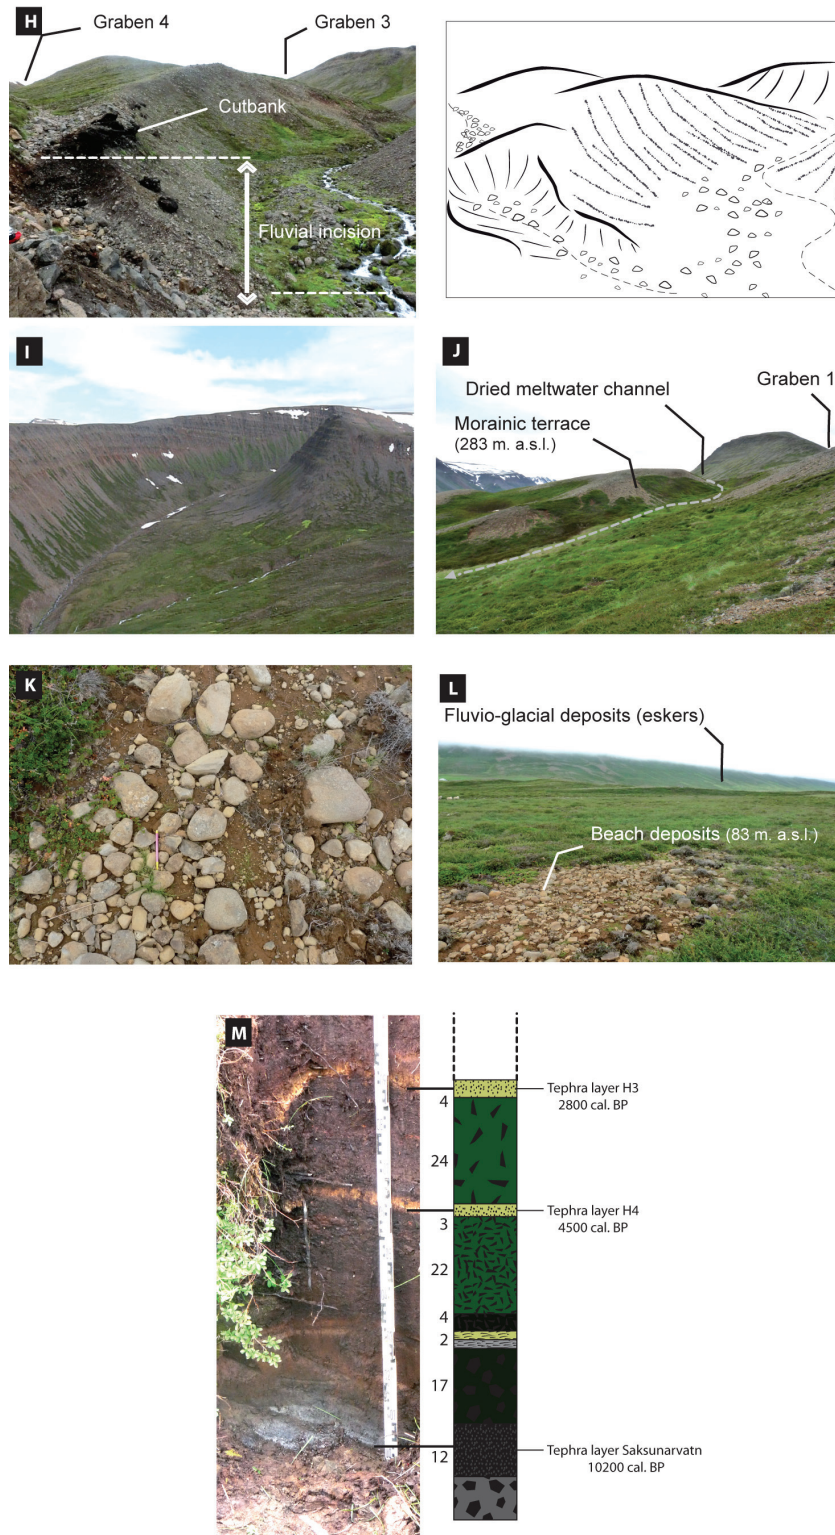 H
Graben 4
Graben 3
Cutbank
Fluvial incision
I
J
Dried meltwater channel
Graben 1
Morainic terrace
(283 m. a.s.l.)
K
L
Fluvio-glacial deposits (eskers)
Beach deposits (83 m. a.s.l.)
M
4
Tephra layer H3
2800 cal. BP
24
3
Tephra layer H4
4500 cal. BP
22
4
2
17
12
Tephra layer Saksunarvatn
10200 cal. BP